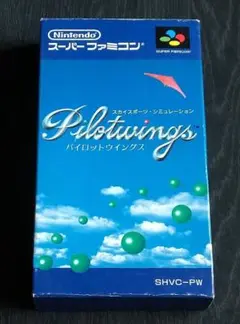 Nintendo
スーパーファミコン
SUPER FAMICOM
スカイスポーツ・シミュレーション
Pilotwings
パイロットウイングス
SHVC-PW